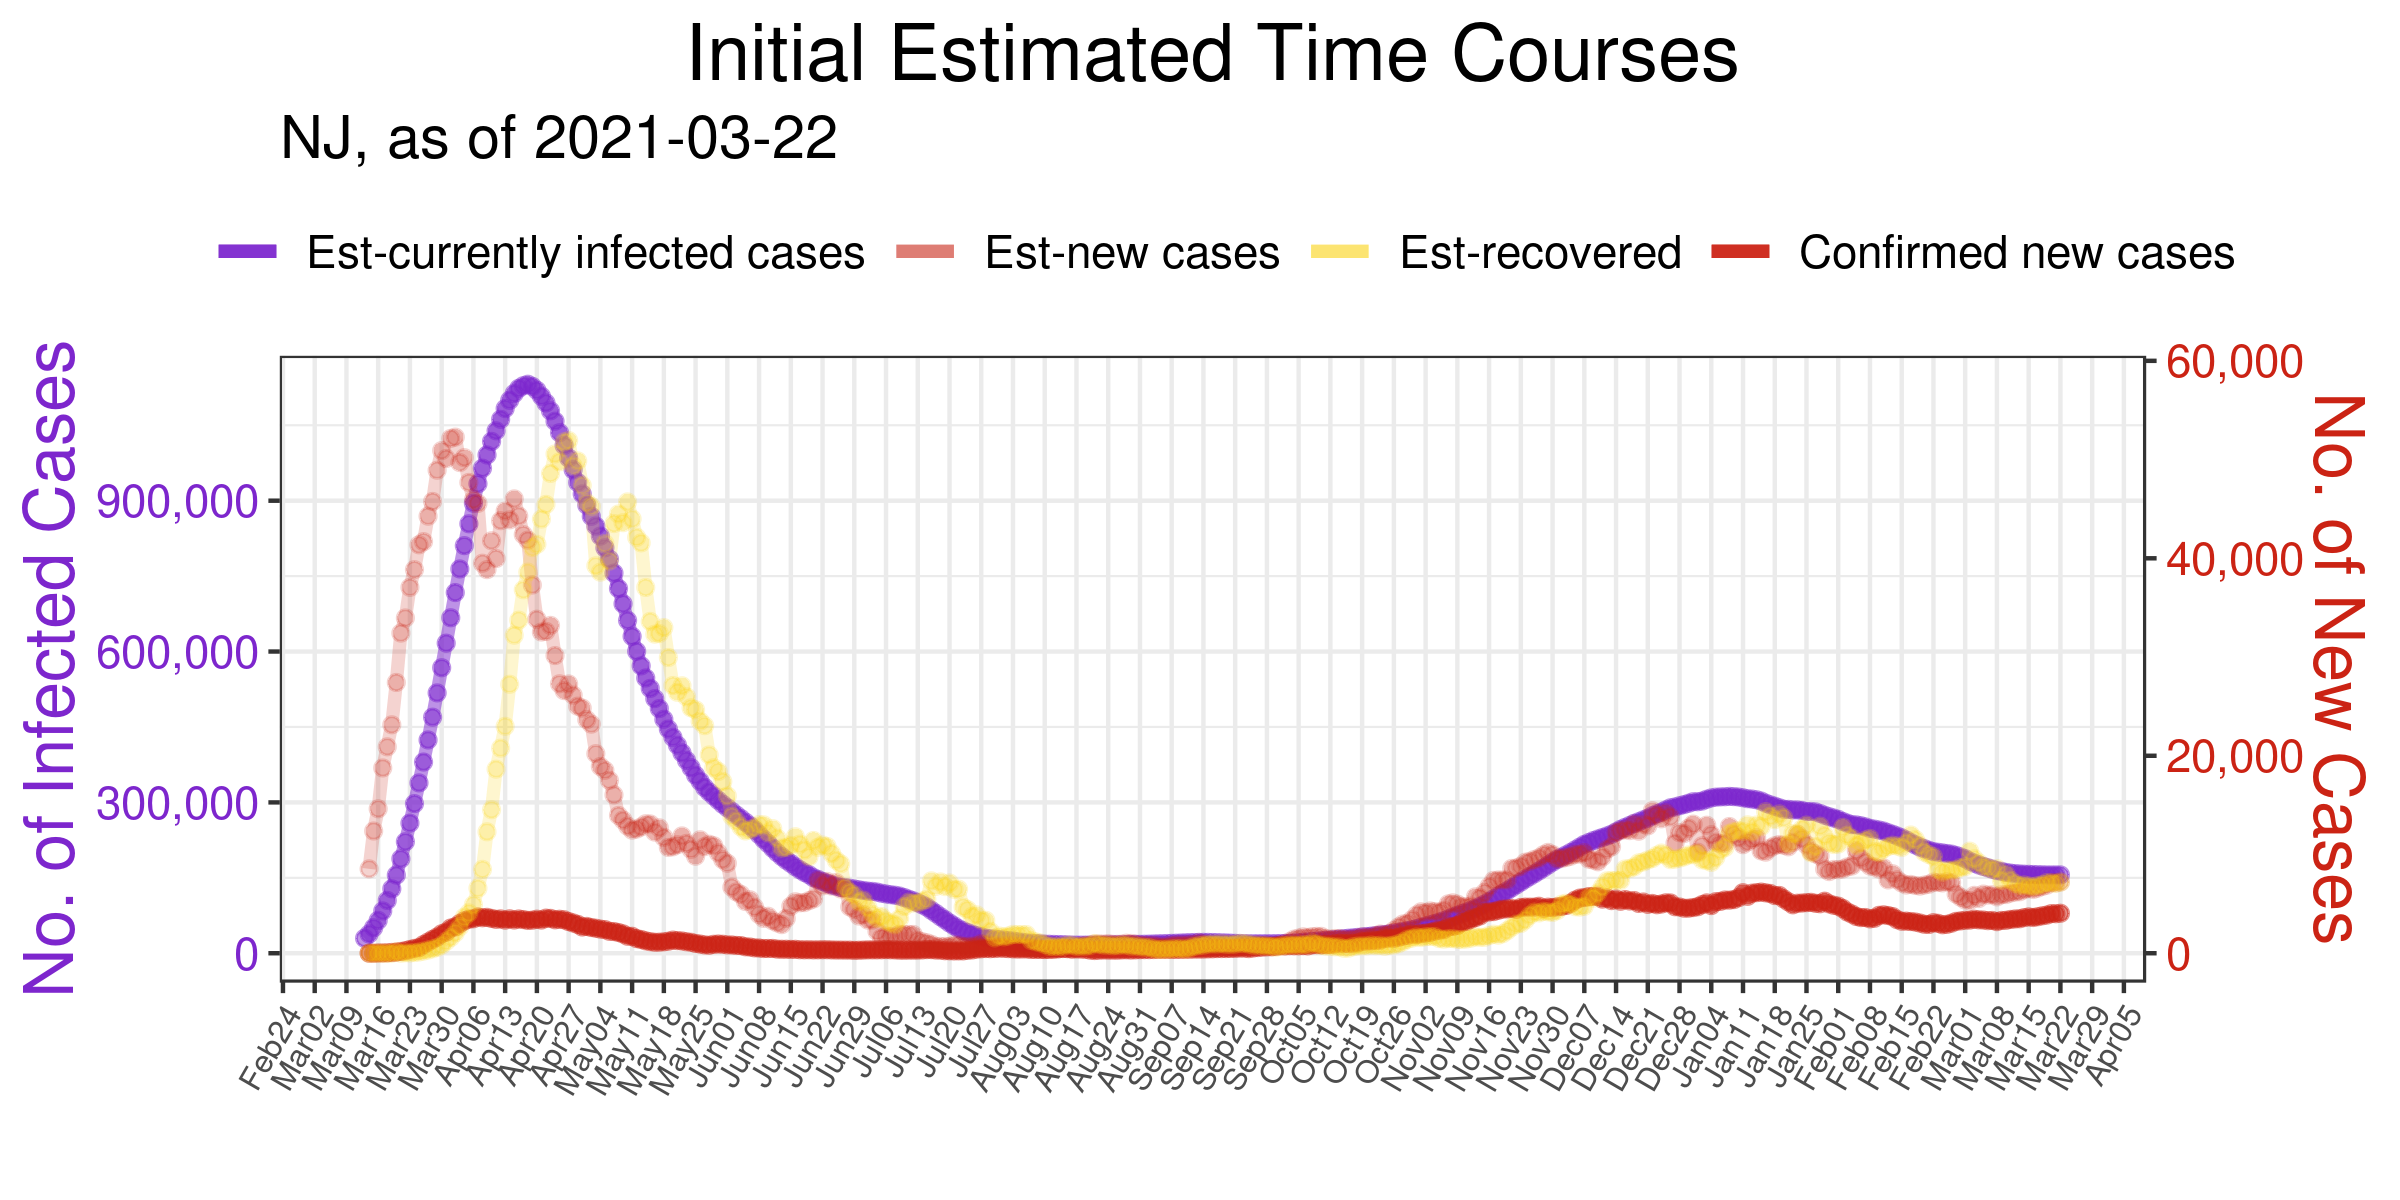 Initial Estimated Time Courses
NJ, as of 2021-03-22
Est-currently infected cases Est-new cases Est-recovered Confirmed new cases
No. of Infected Cases
900,000
600,000
300,000
0
60,000
40,000
20,000
0
No. of New Cases
Feb24 Mar02 Mar09 Mar16 Mar23 Mar30 Apr06 Apr13 Apr20 Apr27 May04 May11 May18 May25 Jun01 Jun08 Jun15 Jun22 Jun29 Jul06 Jul13 Jul20 Jul27 Aug03 Aug10 Aug17 Aug24 Aug31 Sep07 Sep14 Sep21 Sep28 Oct05 Oct12 Oct19 Oct26 Nov02 Nov09 Nov16 Nov23 Nov30 Dec07 Dec14 Dec21 Dec28 Jan04 Jan11 Jan18 Jan25 Feb01 Feb08 Feb15 Feb22 Mar01 Mar08 Mar15 Mar22 Mar29 Apr05